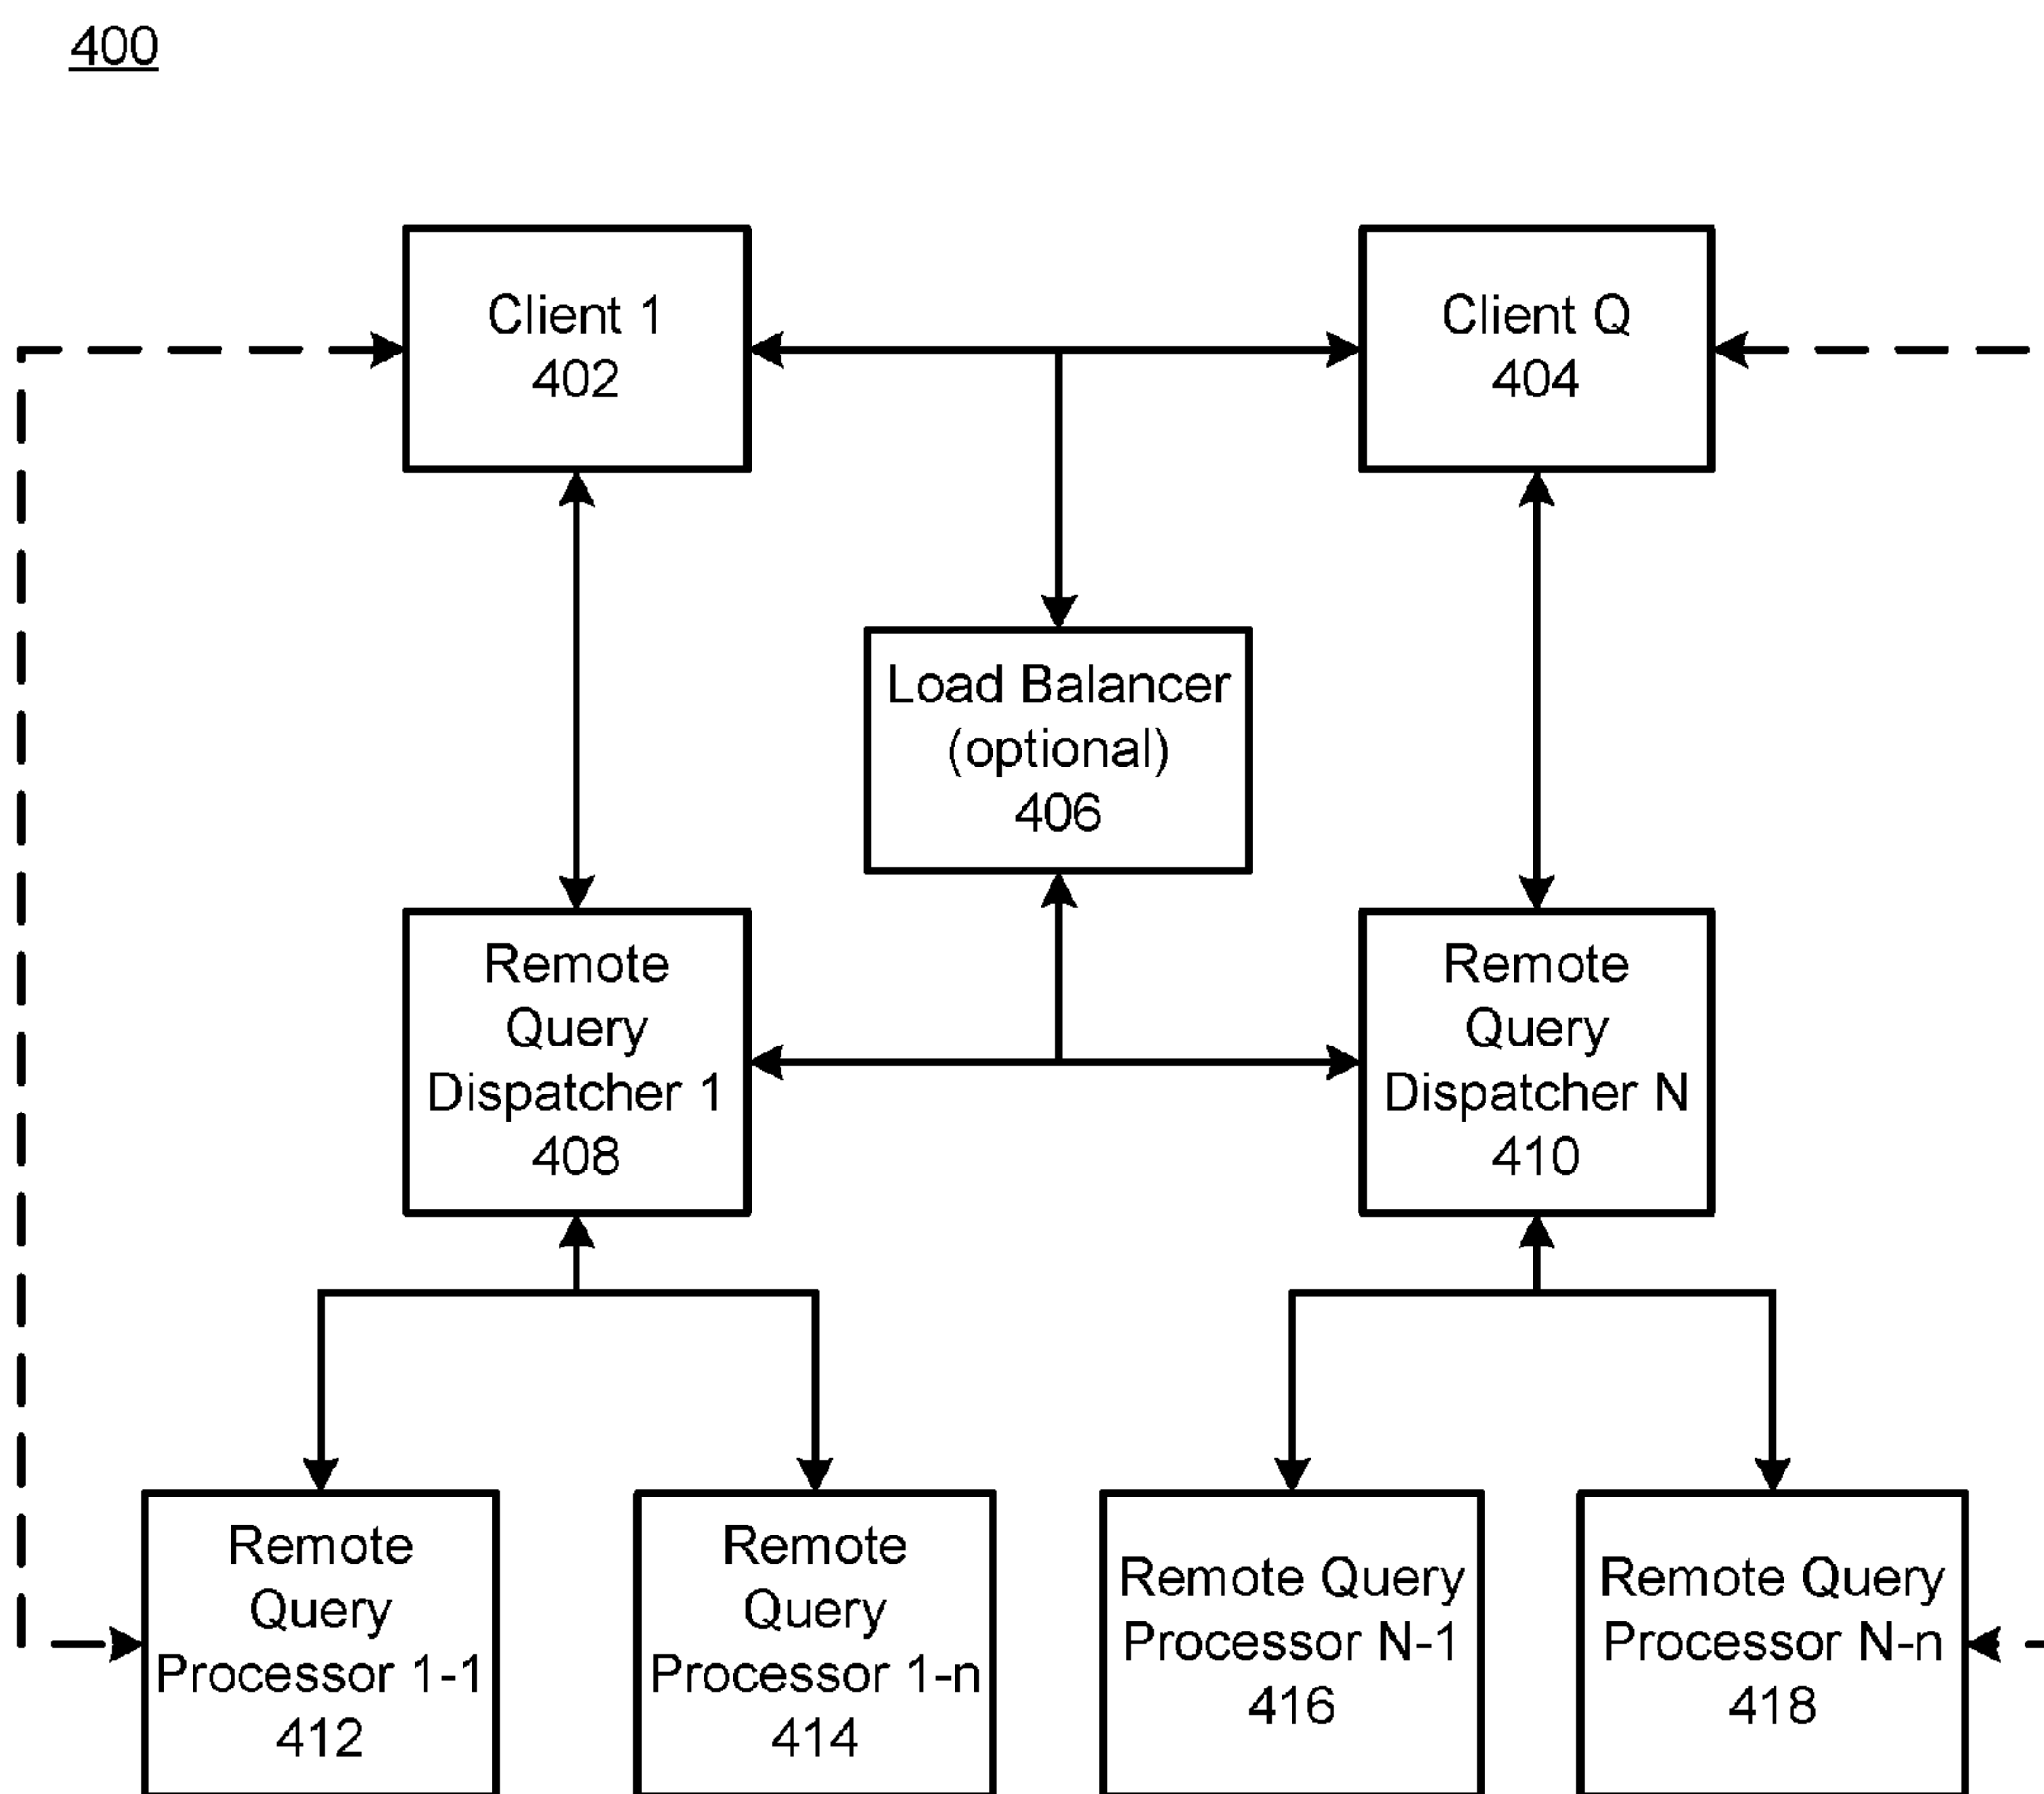 400
Client 1
402
Client Q
404
Load Balancer
(optional)
406
Remote
Query
Dispatcher 1
408
Remote
Query
Dispatcher N
410
Remote
Query
Processor 1-1
412
Remote
Query
Processor 1-n
414
Remote Query
Processor N-1
416
Remote Query
Processor N-n
418